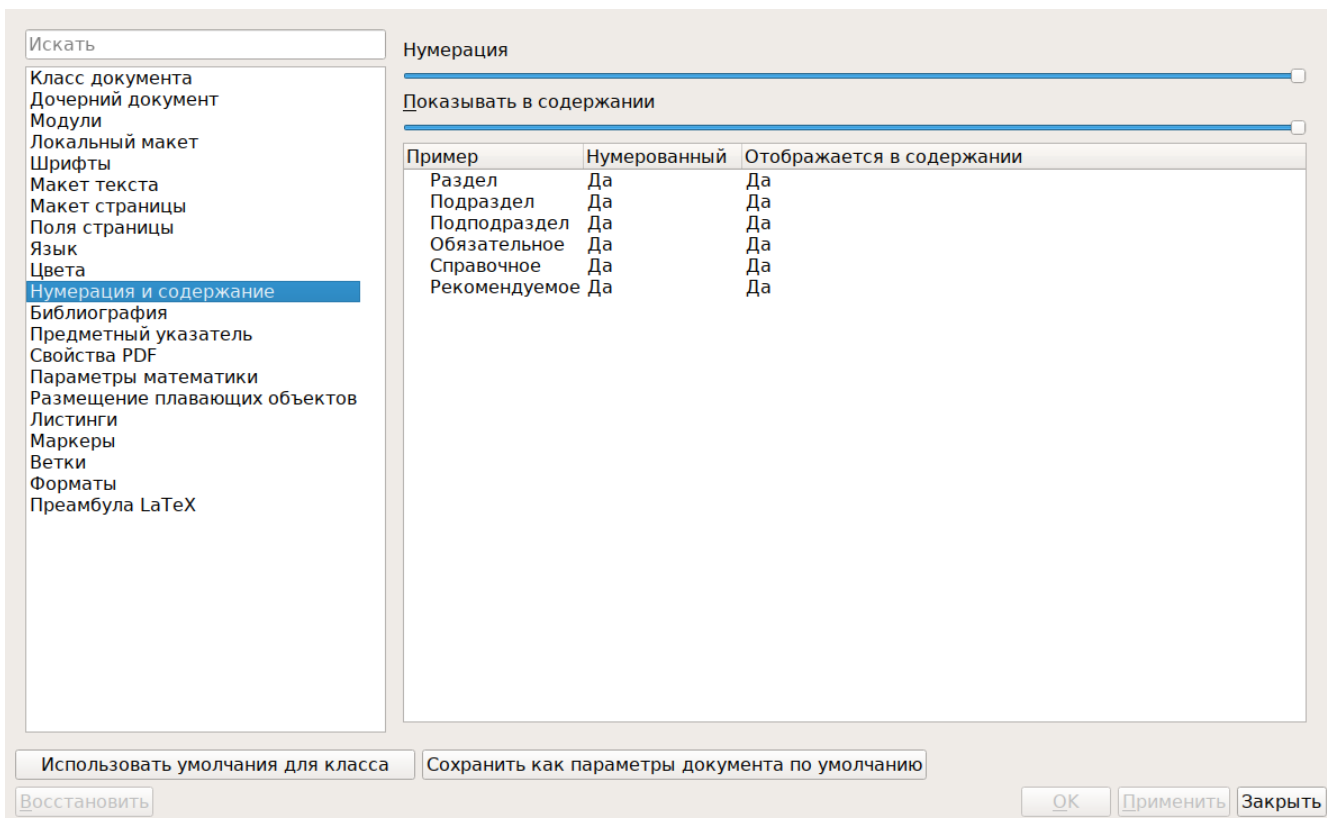 Искать
Класс документа
Дочерний документ
Модули
Локальный макет
Шрифты
Макет текста
Макет страницы
Поля страницы
Язык
Цвета
Нумерация и содержание
Библиография
Предметный указатель
Свойства PDF
Параметры математики
Размещение плавающих объектов
Листинги
Маркеры
Ветки
Форматы
Преамбула LaTeX
Нумерация
Показывать в содержании
Пример Нумерованный Отображается в содержании
Раздел Да Да
Подраздел Да Да
Подподраздел Да Да
Обязательное Да Да
Справочное Да Да
Рекомендуемое Да Да
Использовать умолчания для класса Сохранить как параметры документа по умолчанию
Восстановить OK Применить Закрыть